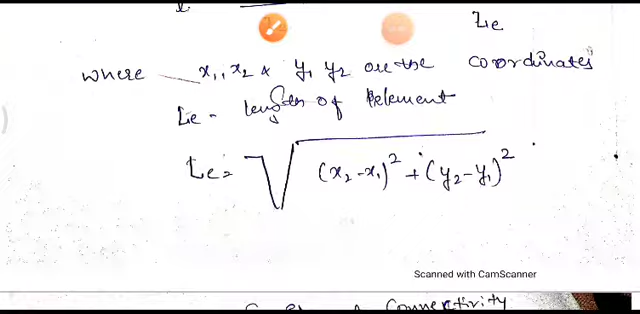 Le
where x₁, x₂ & y₁ y₂ are the coordinates
Le - length of element
Le = √(x₂-x₁)² + (y₂-y₁)²
Scanned with CamScanner
Connectivity